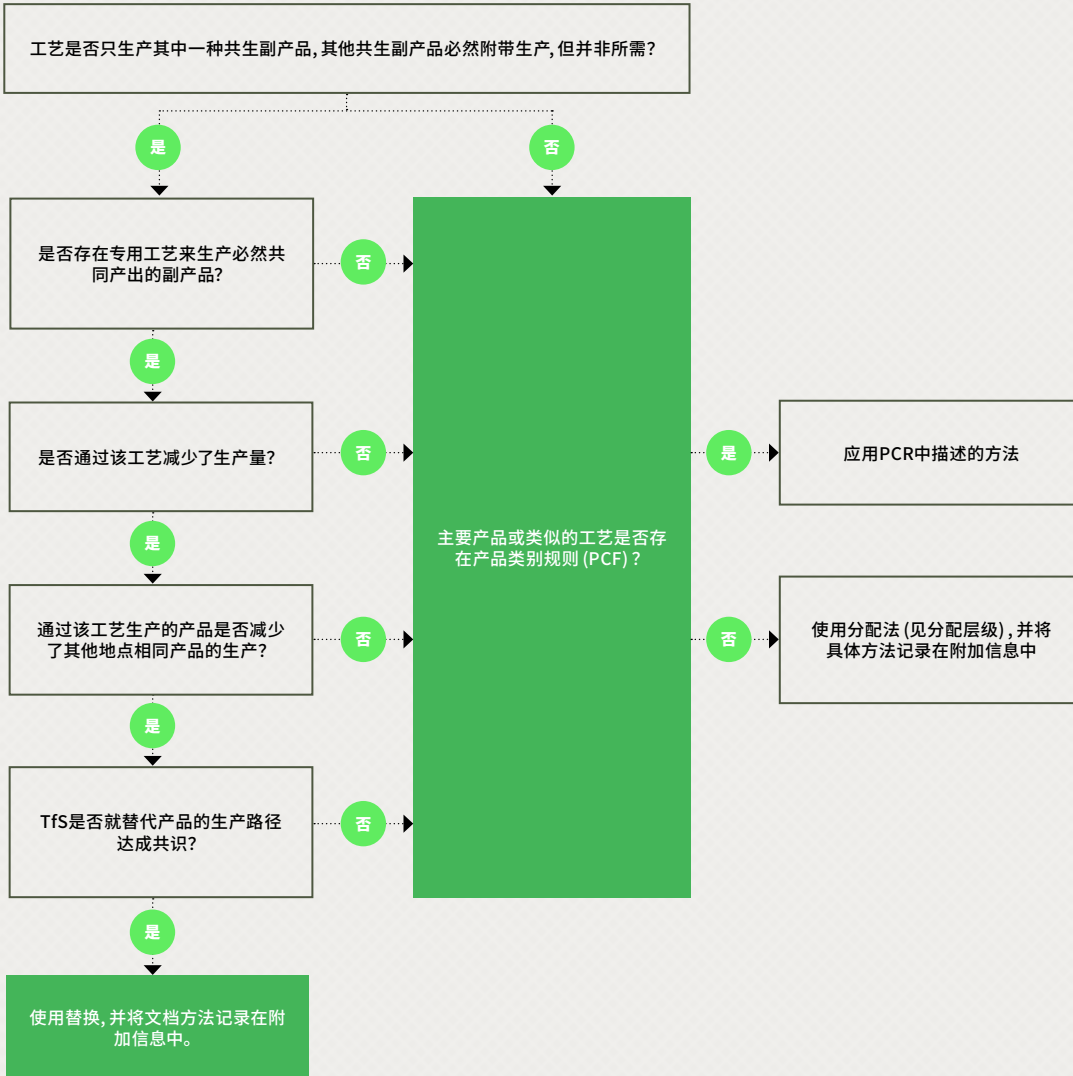 工艺是否只生产其中一种共生副产品，其他共生副产品必然附带生产，但并非所需？
是
否
是否存在专用工艺来生产必然共
同产出的副产品？
否
是
是否通过该工艺减少了生产量？
否
是
应用PCR中描述的方法
主要产品或类似的工艺是否存
在产品类别规则 (PCF)？
是
通过该工艺生产的产品是否减少
了其他地点相同产品的生产？
否
否
使用分配法 (见分配层级)，并将
具体方法记录在附加信息中
是
TfS是否就替代产品的生产路径
达成共识？
否
是
使用替换，并将文档方法记录在附
加信息中。